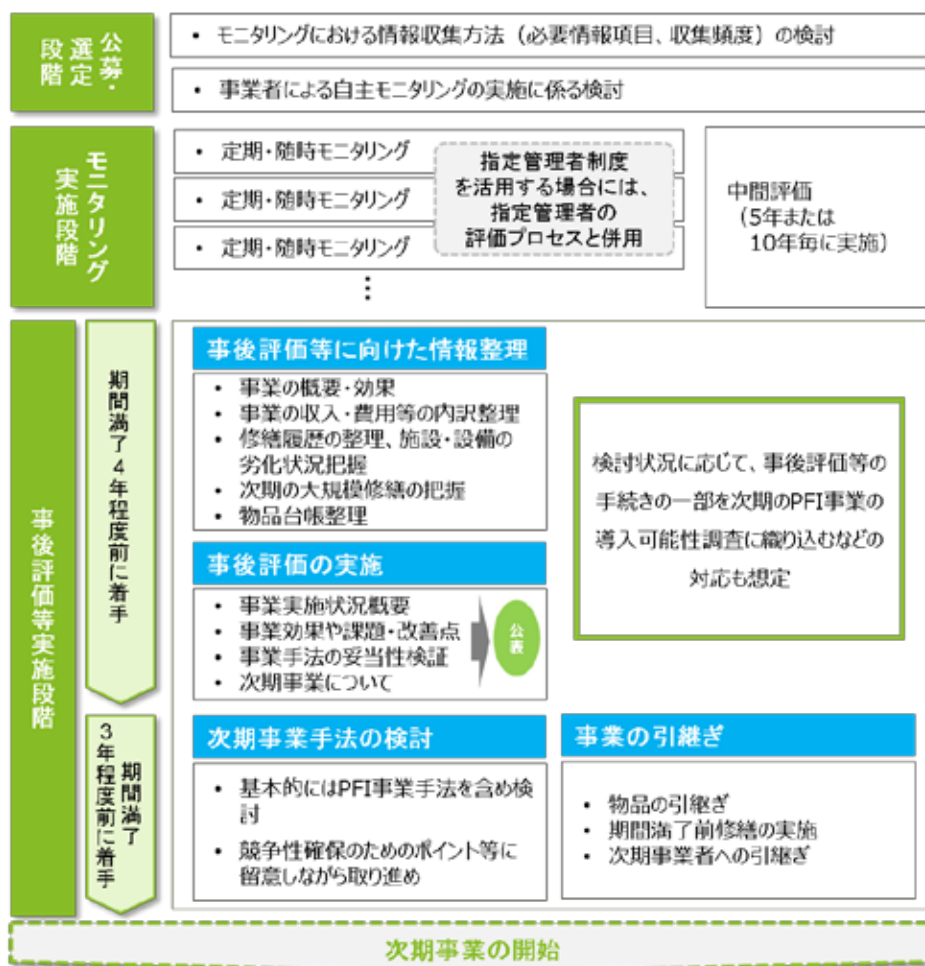 公募・
選定
段階
• モニタリングにおける情報収集方法（必要情報項目、収集頻度）の検討
• 事業者による自主モニタリングの実施に係る検討
モニタリング
実施段階
• 定期・随時モニタリング
• 定期・随時モニタリング
• 定期・随時モニタリング
⋮
指定管理者制度
を活用する場合には、
指定管理者の
評価プロセスと併用
中間評価
（5年または
10年毎に実施）
事後評価等実施段階
期間満了4年程度前に着手
事後評価等に向けた情報整理
• 事業の概要・効果
• 事業の収入・費用等の内訳整理
• 修繕履歴の整理、施設・設備の
劣化状況把握
• 次期の大規模修繕の把握
• 物品台帳整理
検討状況に応じて、事後評価等の
手続きの一部を次期のPFI事業の
導入可能性調査に織り込むなどの
対応も想定
事後評価の実施
• 事業実施状況概要
• 事業効果や課題・改善点
• 事業手法の妥当性検証
• 次期事業について
公表
期間満了
3年程度前に着手
次期事業手法の検討
• 基本的にはPFI事業手法を含め検
討
• 競争性確保のためのポイント等に
留意しながら取り進め
事業の引継ぎ
• 物品の引継ぎ
• 期間満了前修繕の実施
• 次期事業者への引継ぎ
次期事業の開始